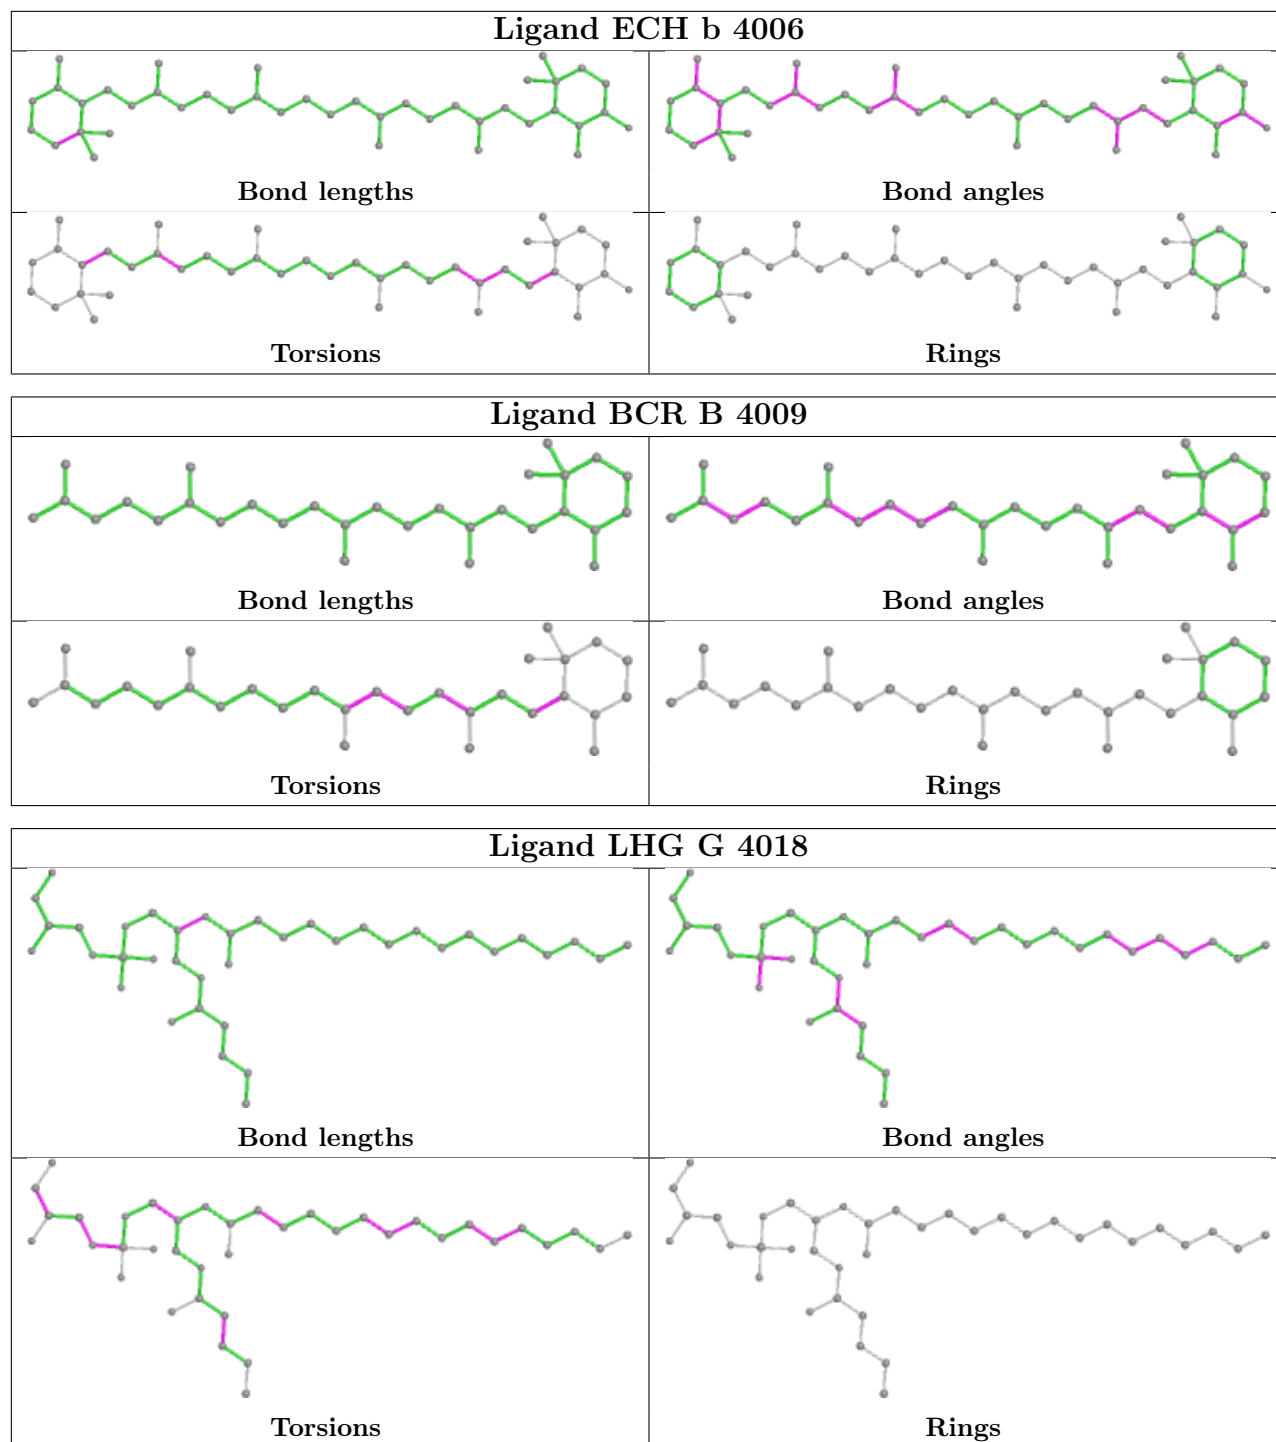 Ligand ECH b 4006
Bond lengths
Bond angles
Torsions
Rings
Ligand BCR B 4009
Bond lengths
Bond angles
Torsions
Rings
Ligand LHG G 4018
Bond lengths
Bond angles
Torsions
Rings